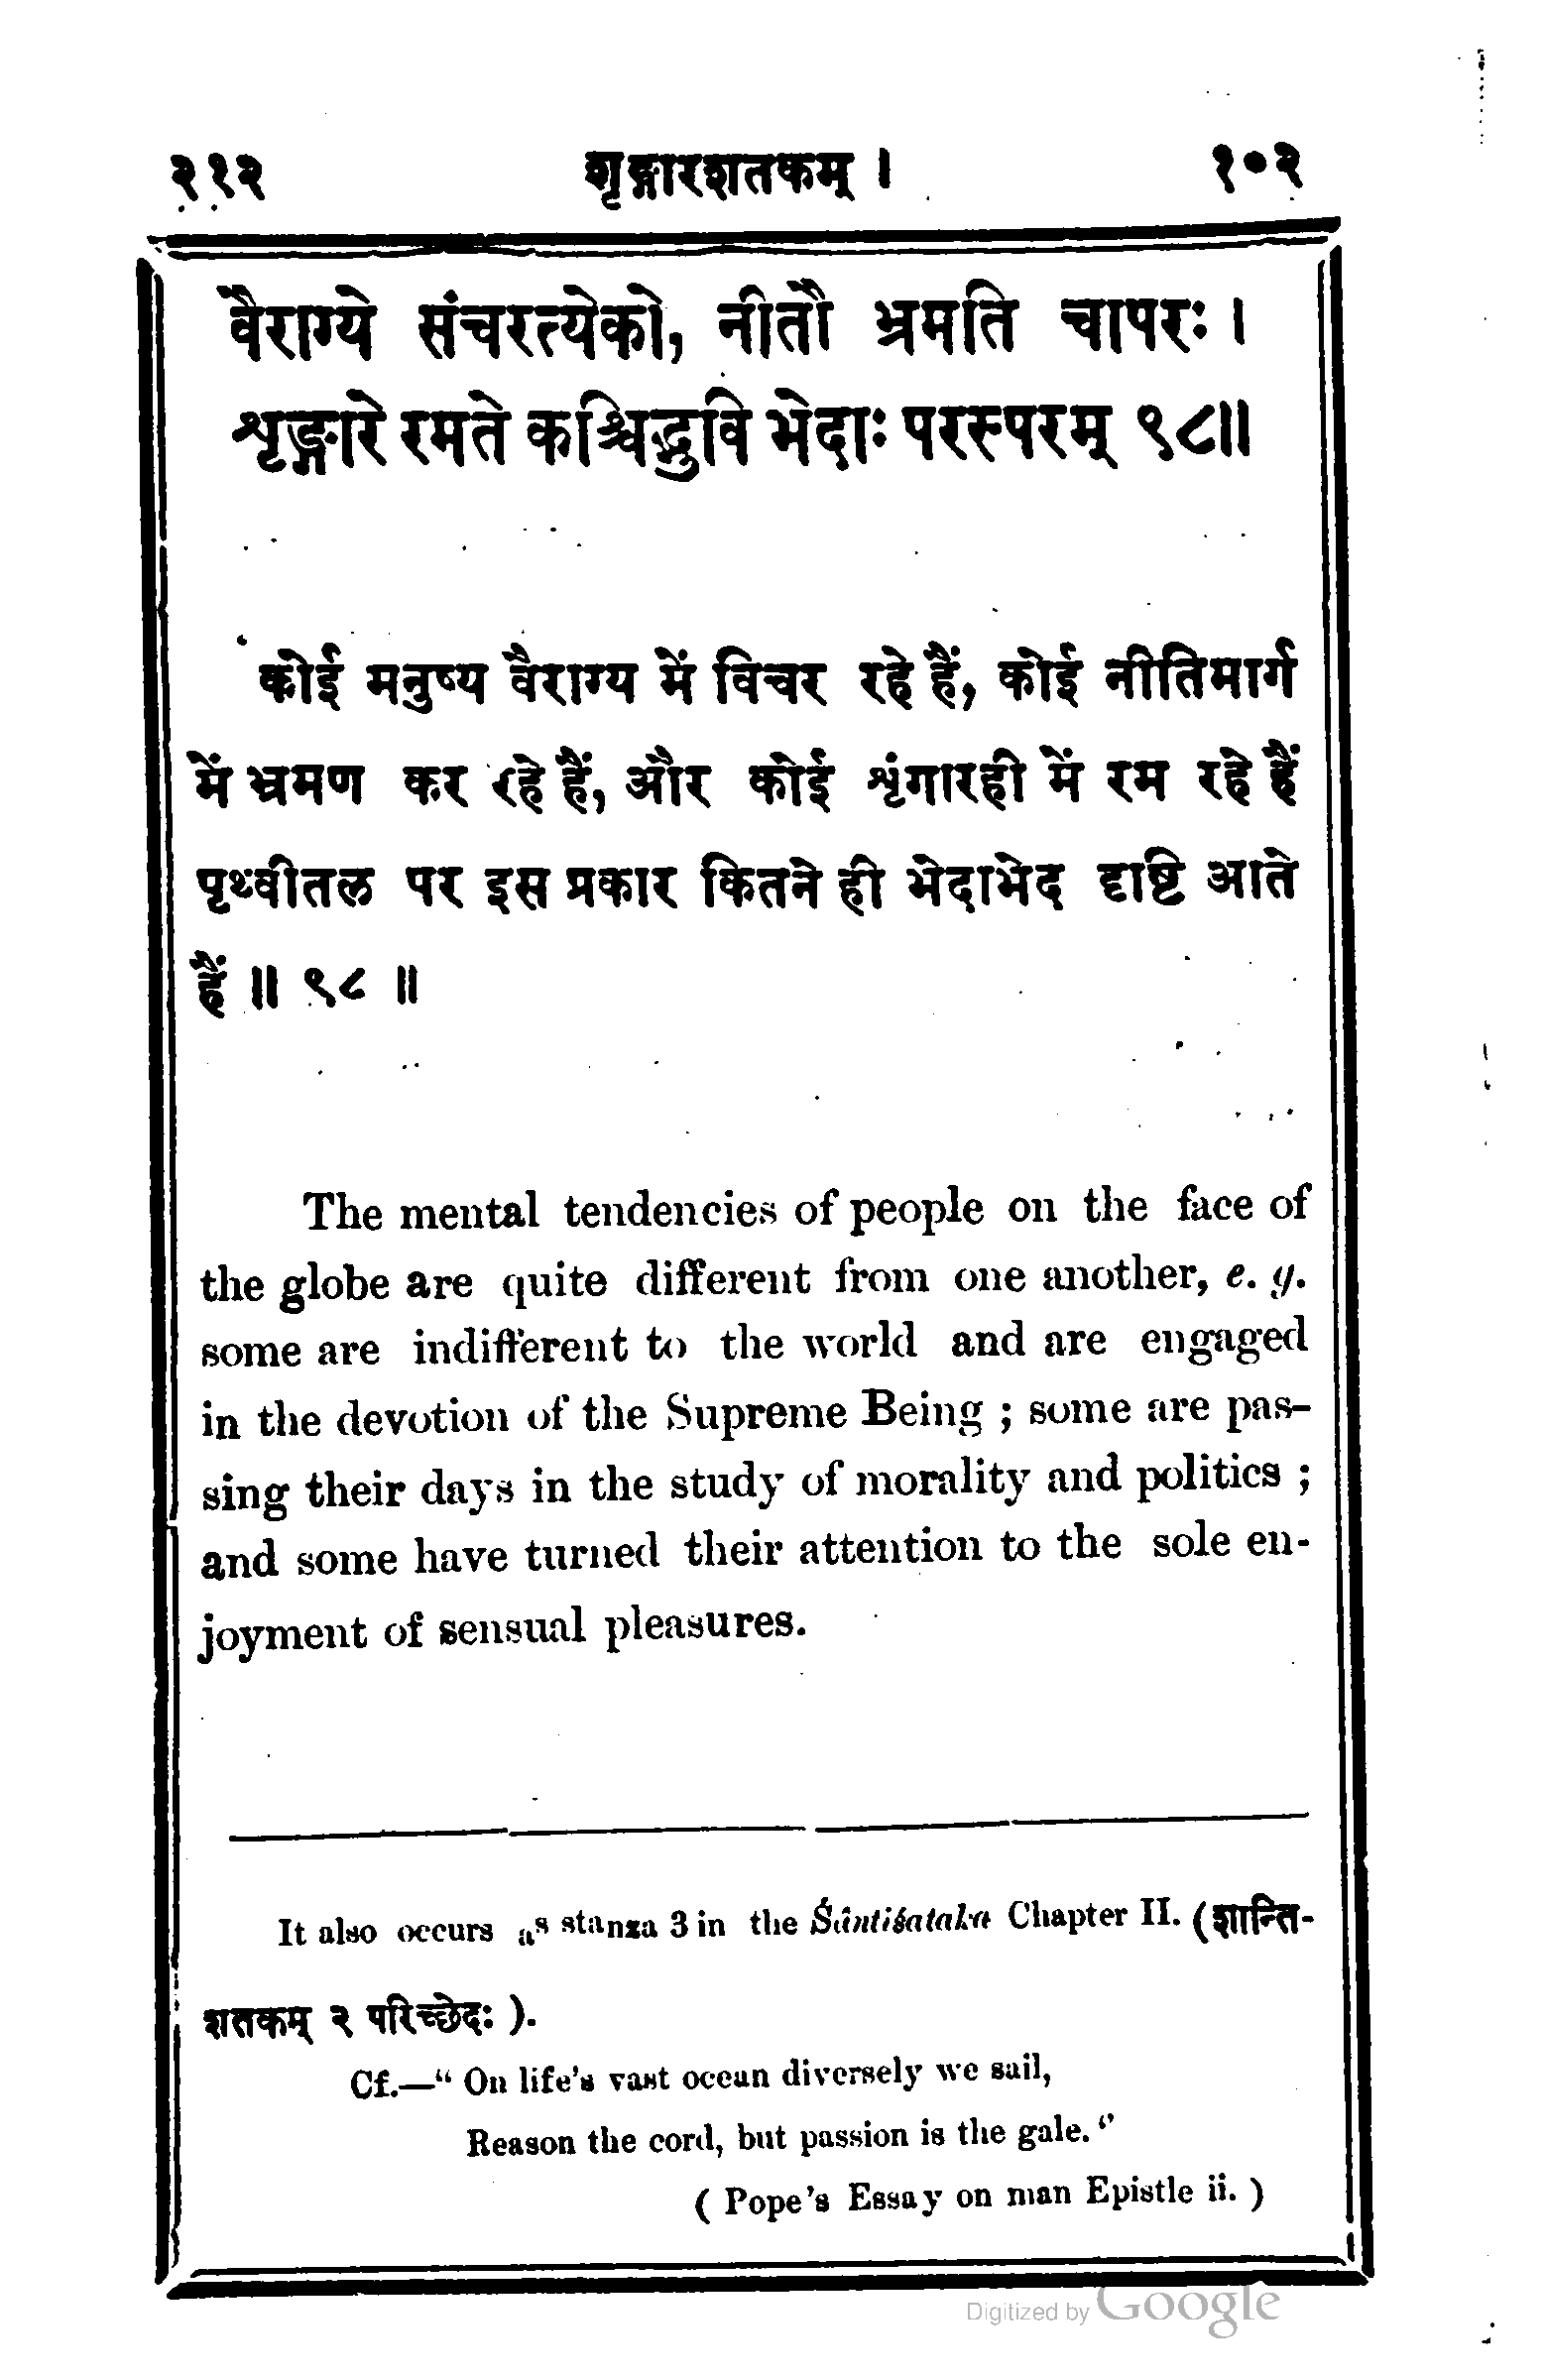 २१२ शृङ्गारशतकम् । १०२
वैराग्ये संचरत्येको, नीतौ भ्रमति चापरः ।
शृङ्गारे रमते कश्चिद्भुवि भेदाः परस्परम् ९८॥
कोई मनुष्य वैराग्य में विचर रहे हैं, कोई नीतिमार्ग
में भ्रमण कर रहे हैं, और कोई शृंगारही में रम रहे हैं
पृथ्वीतल पर इस प्रकार कितने ही भेदाभेद दृष्टि आते
हैं ॥ ९८ ॥
The mental tendencies of people on the face of
the globe are quite different from one another, e. g.
some are indifferent to the world and are engaged
in the devotion of the Supreme Being ; some are pas-
sing their days in the study of morality and politics ;
and some have turned their attention to the sole en-
joyment of sensual pleasures.
It also occurs as stanza 3 in the Śântiśataka Chapter II. (शान्ति-
शतकम् २ परिच्छेदः ).
Cf.—“ On life's vast ocean diversely we sail,
Reason the cord, but passion is the gale. “
( Pope's Essay on man Epistle ii. )
Digitized by Google